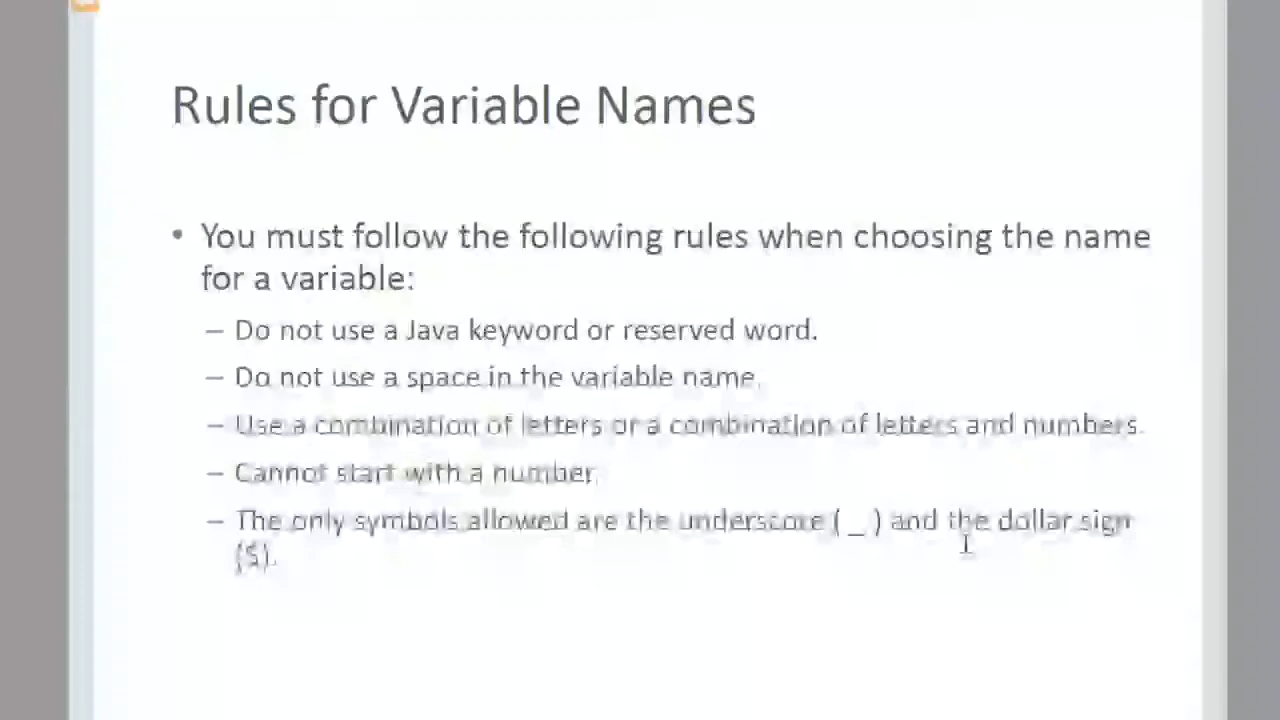 Rules for Variable Names
• You must follow the following rules when choosing the name
for a variable:
– Do not use a Java keyword or reserved word.
– Do not use a space in the variable name.
– Use a combination of letters or a combination of letters and numbers.
– Cannot start with a number.
– The only symbols allowed are the underscore ( _ ) and the dollar sign
($).